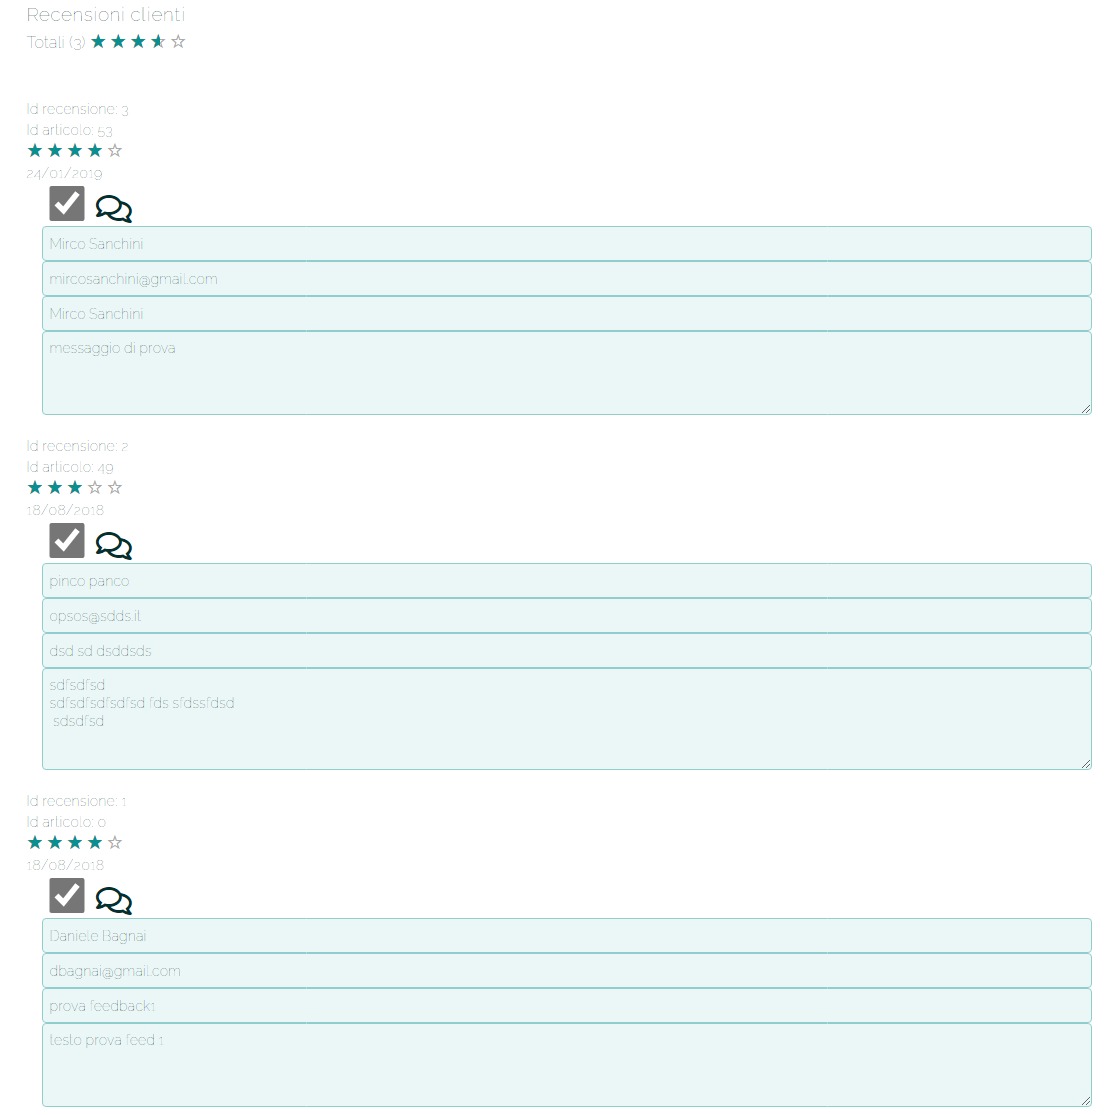 Recensioni clienti
Totali (3)
Id recensione: 3
Id articolo: 53
24/01/2019
Mirco Sanchini
mircosanchini@gmail.com
Mirco Sanchini
messaggio di prova
Id recensione: 2
Id articolo: 49
18/08/2018
pinco panco
opsos@sdds.il
dsd sd dsddsds
sdfsdfsd
sdfsdfsdfsdfsd fds sfdssfdsd
sdsdfsd
Id recensione: 1
Id articolo: 0
18/08/2018
Daniele Bagnai
dbagnai@gmail.com
prova feedback1
testo prova feed 1